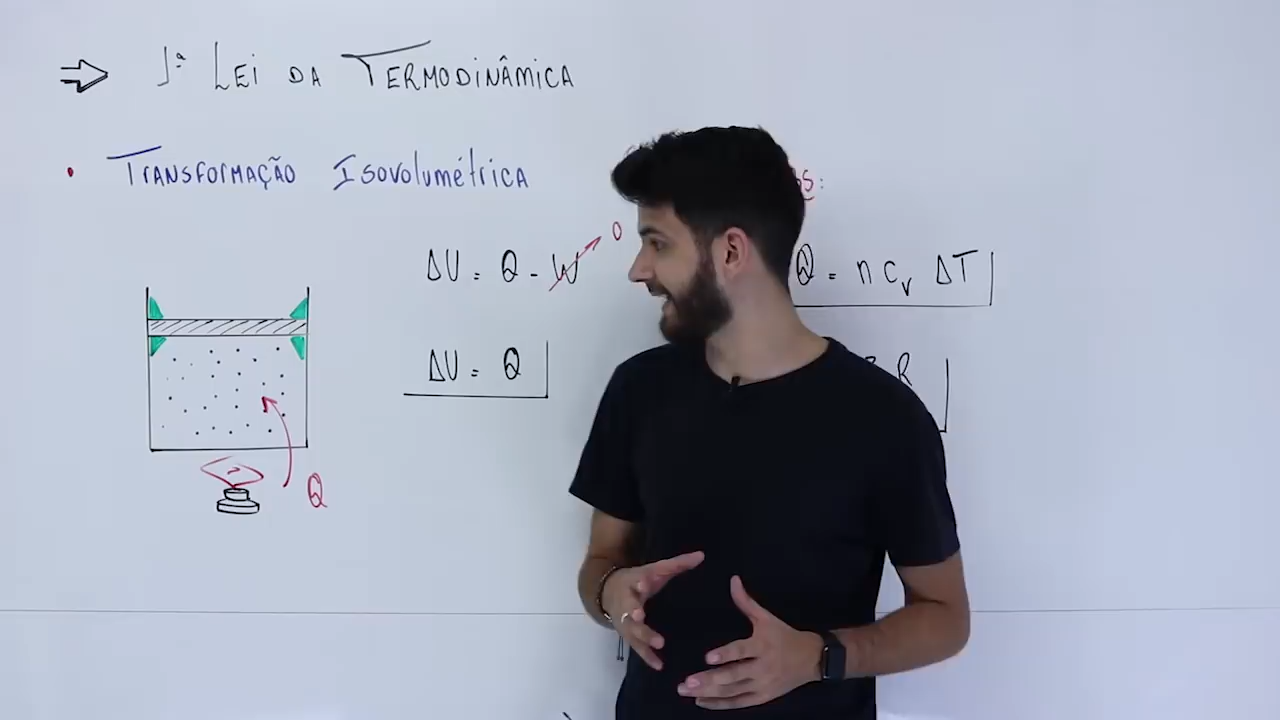 ⇒ 1ª LEI DA TERMODINÂMICA
• TRANSFORMAÇÃO ISOVOLUMÉTRICA
ΔU = Q - W 0
ΔU = Q
Q
Q = n Cv ΔT
R